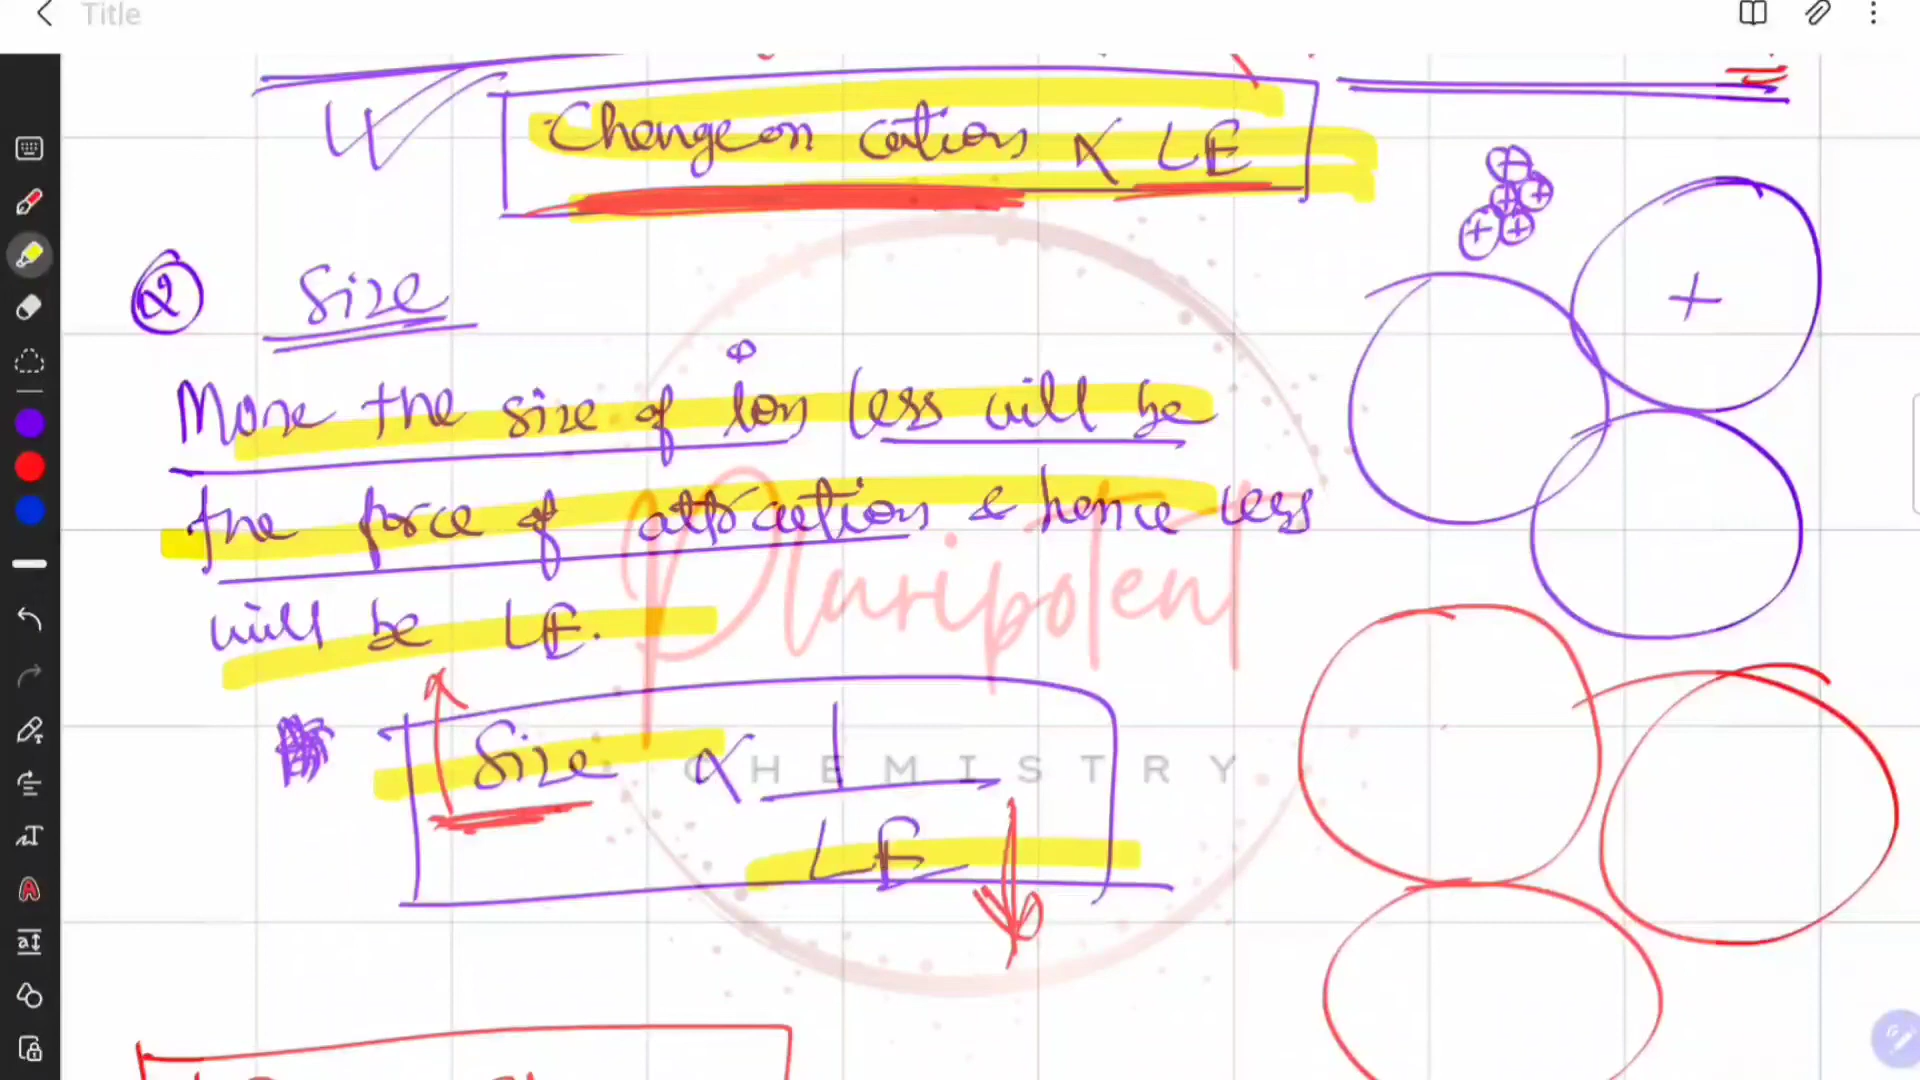 Title
Charge on cation ∝ LE
② Size
More the size of ion less will be
the force of attraction & hence less
will be LE.
Size ∝ 1
LE
Pluripotent
CHEMISTRY